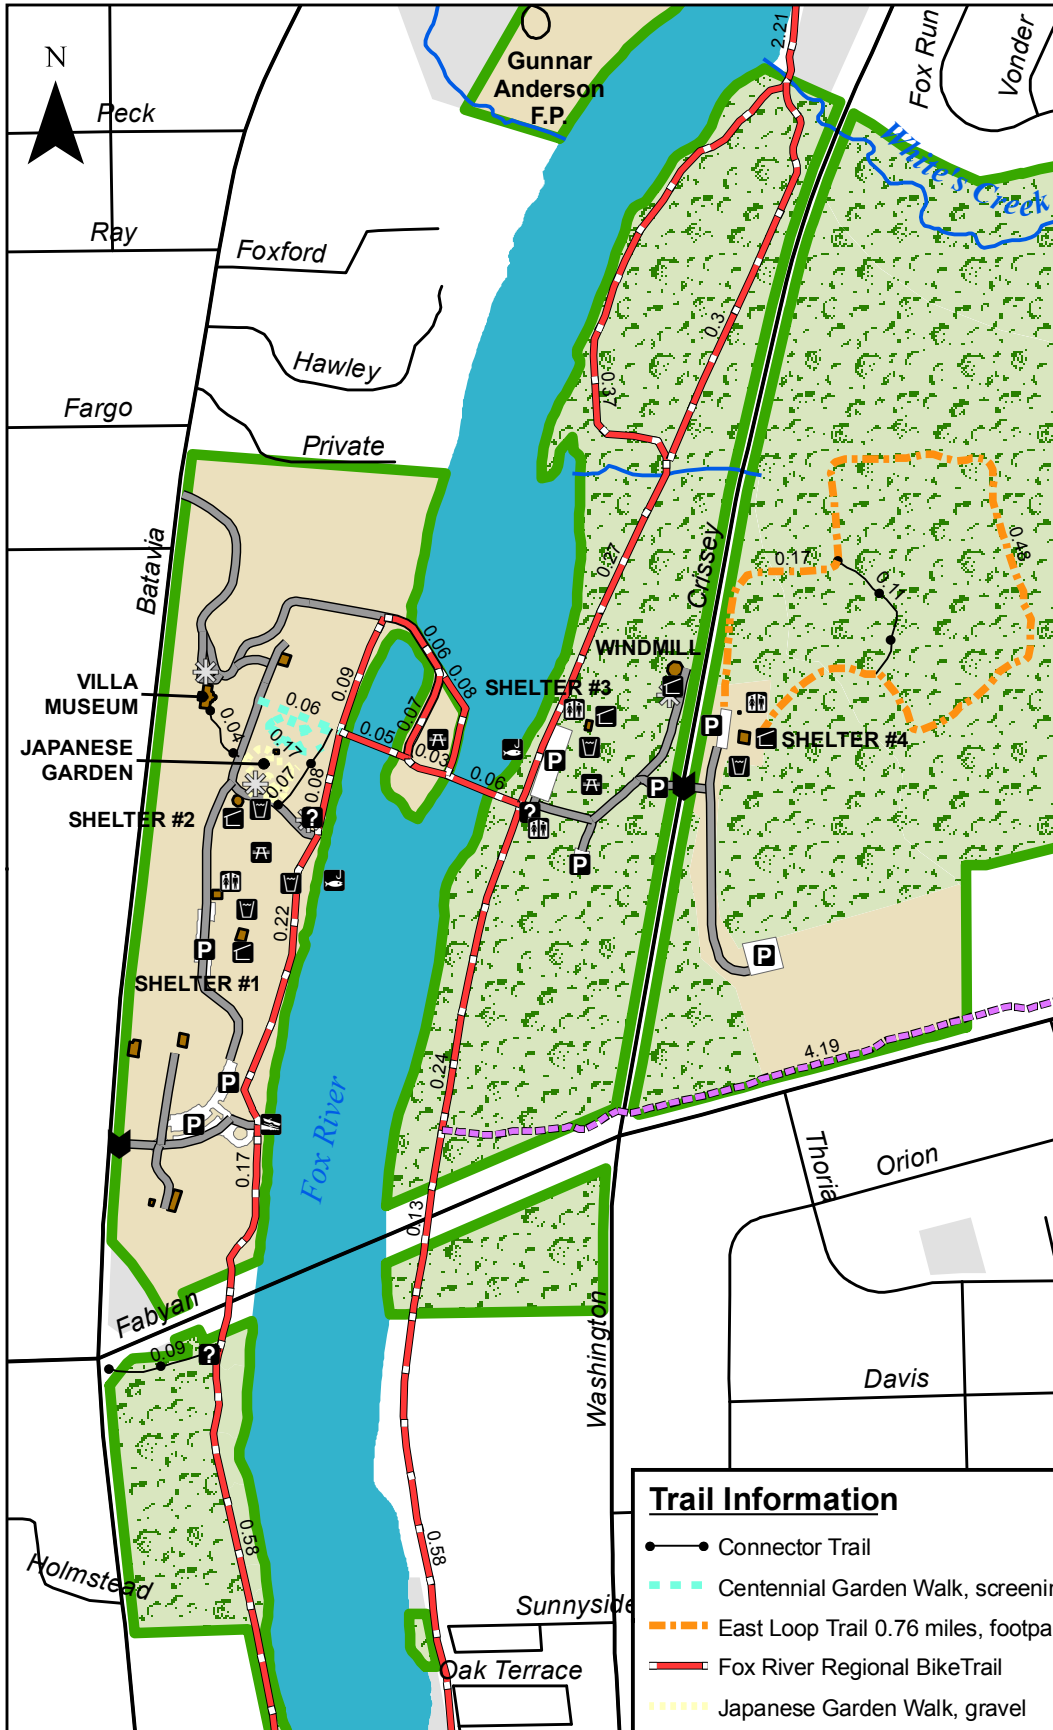 N
Peck
Ray
Foxford
Hawley
Fargo
Private
Batavia
Gunnar
Anderson
F.P.
2.21
Fox Run
Vonder
White's Creek
0.3
0.37
0.27
Crissey
0.17
0.48
0.11
WINDMILL
SHELTER #3
SHELTER #4
VILLA
MUSEUM
JAPANESE
GARDEN
SHELTER #2
SHELTER #1
0.06
0.08
0.09
0.07
0.06
0.04
0.05
0.03
0.17
0.07
0.08
0.06
?
?
P
P
P
P
P
P
P
P
0.22
0.24
4.19
Fox River
0.17
0.13
Thoria
Orion
Fabyan
0.09
?
Washington
Davis
0.58
0.58
Holmstead
Sunnyside
Oak Terrace
Trail Information
Connector Trail
Centennial Garden Walk, screenin
East Loop Trail 0.76 miles, footpa
Fox River Regional BikeTrail
Japanese Garden Walk, gravel